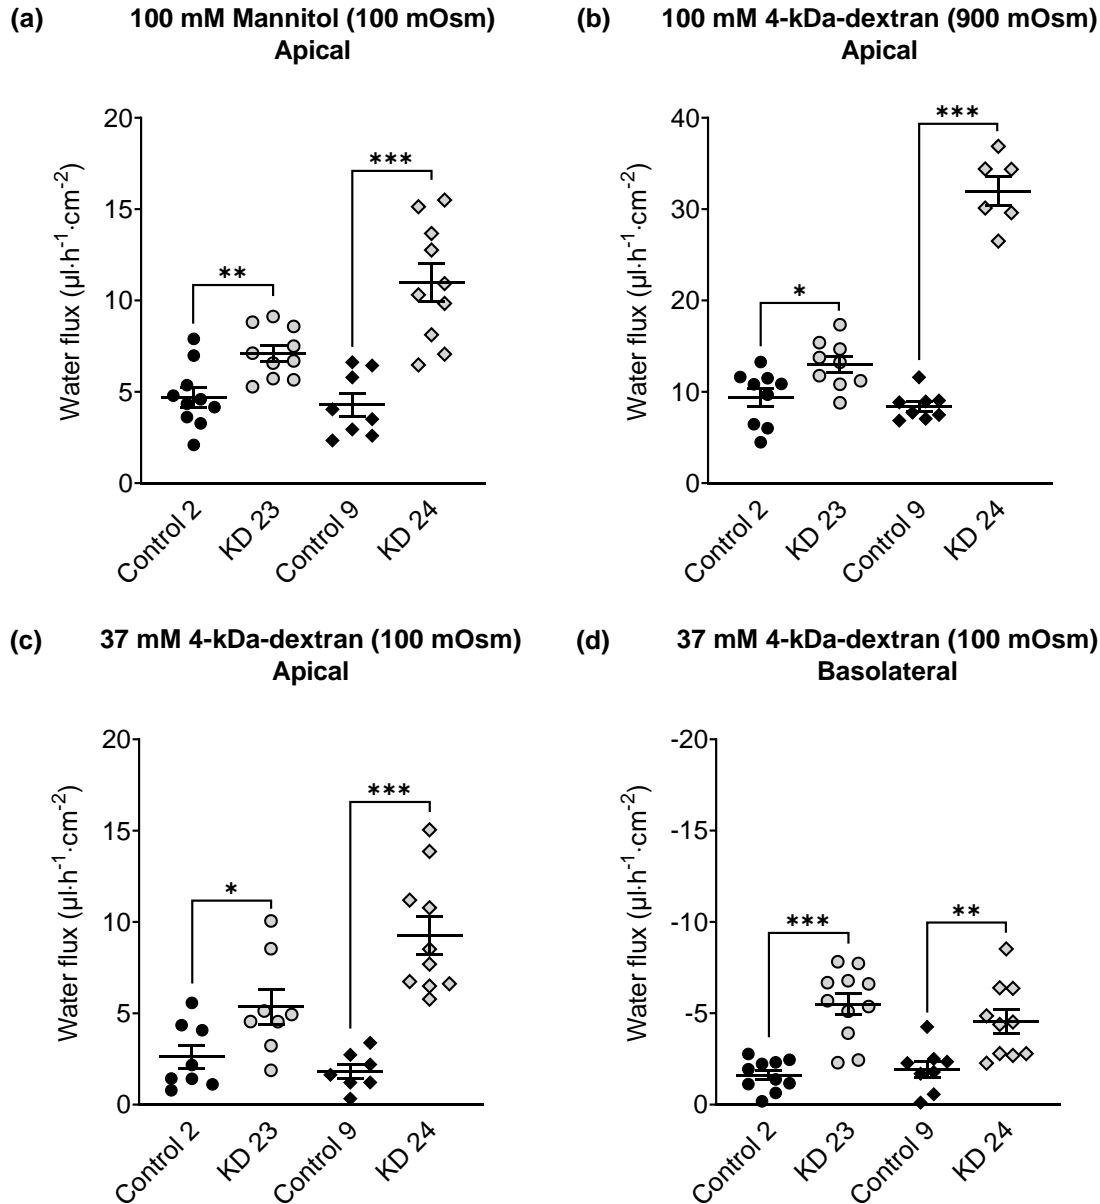 (a) 100 mM Mannitol (100 mOsm)
Apical
Water flux (µl·h⁻¹·cm⁻²)
20
15
10
5
0
**
***
Control 2
KD 23
Control 9
KD 24
(b) 100 mM 4-kDa-dextran (900 mOsm)
Apical
Water flux (µl·h⁻¹·cm⁻²)
40
30
20
10
0
*
***
Control 2
KD 23
Control 9
KD 24
(c) 37 mM 4-kDa-dextran (100 mOsm)
Apical
Water flux (µl·h⁻¹·cm⁻²)
20
15
10
5
0
*
***
Control 2
KD 23
Control 9
KD 24
(d) 37 mM 4-kDa-dextran (100 mOsm)
Basolateral
Water flux (µl·h⁻¹·cm⁻²)
-20
-15
-10
-5
0
***
**
Control 2
KD 23
Control 9
KD 24